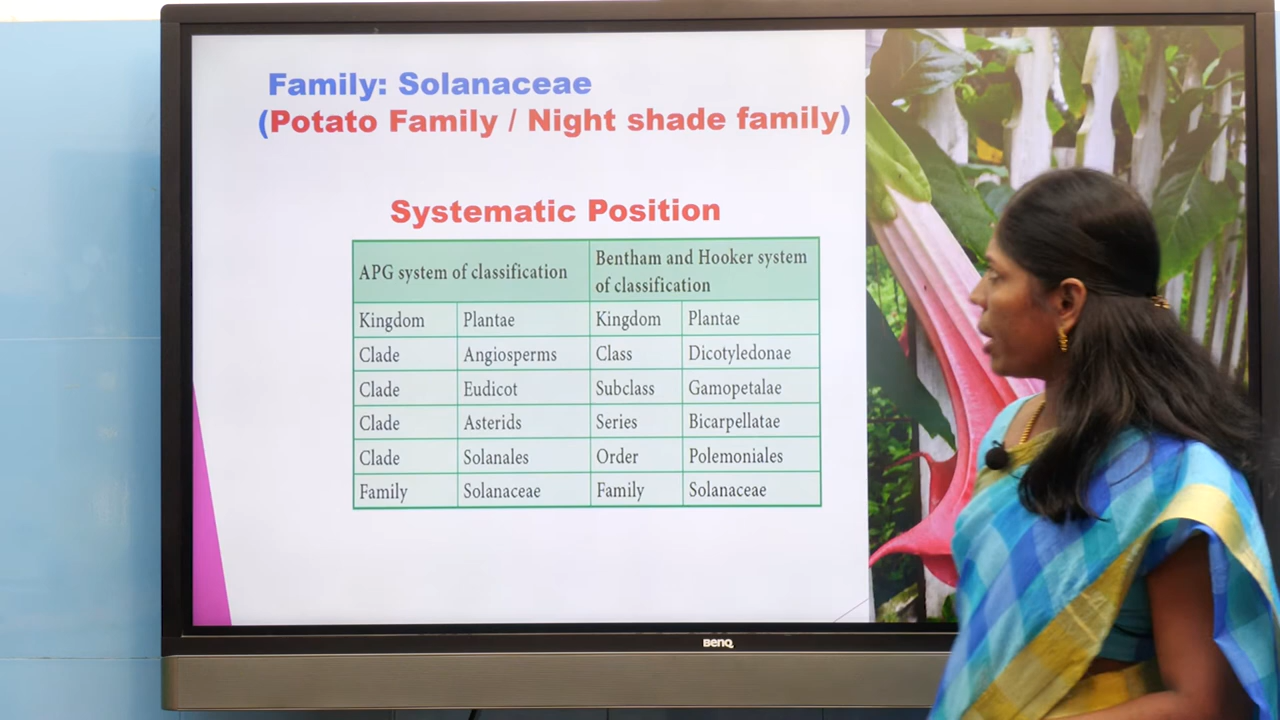 Family: Solanaceae
(Potato Family / Night shade family)
Systematic Position
APG system of classification
Bentham and Hooker system
of classification
Kingdom Plantae Kingdom Plantae
Clade Angiosperms Class Dicotyledonae
Clade Eudicot Subclass Gamopetalae
Clade Asterids Series Bicarpellatae
Clade Solanales Order Polemoniales
Family Solanaceae Family Solanaceae
BenQ